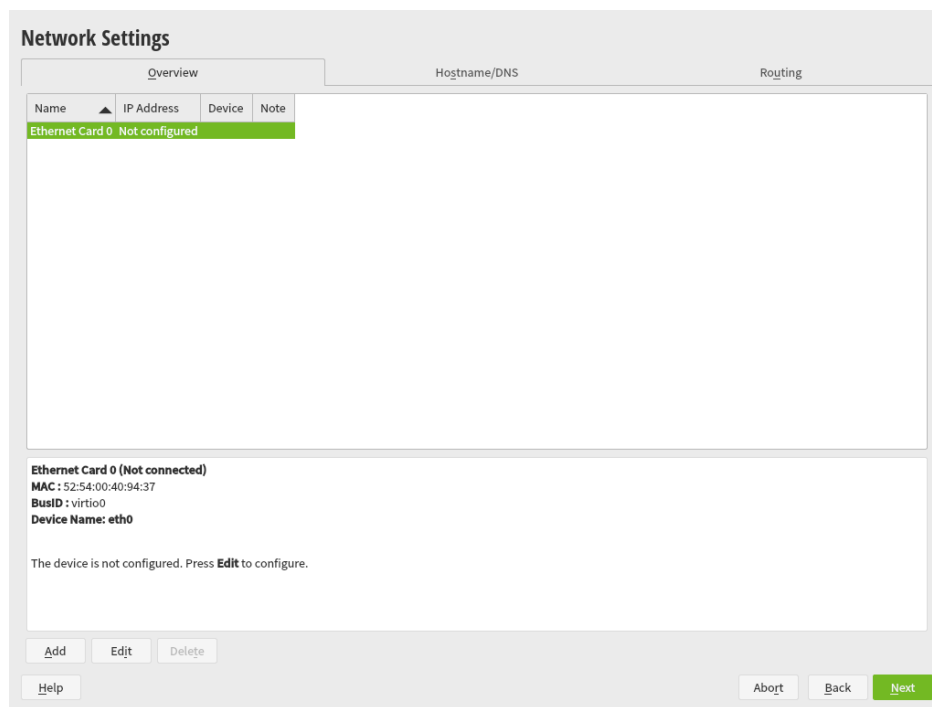 Network Settings
Overview Hostname/DNS Routing
Name IP Address Device Note
Ethernet Card 0 Not configured
Ethernet Card 0 (Not connected)
MAC : 52:54:00:40:94:37
BusID : virtio0
Device Name: eth0
The device is not configured. Press Edit to configure.
Add Edit Delete
Help Abort Back Next